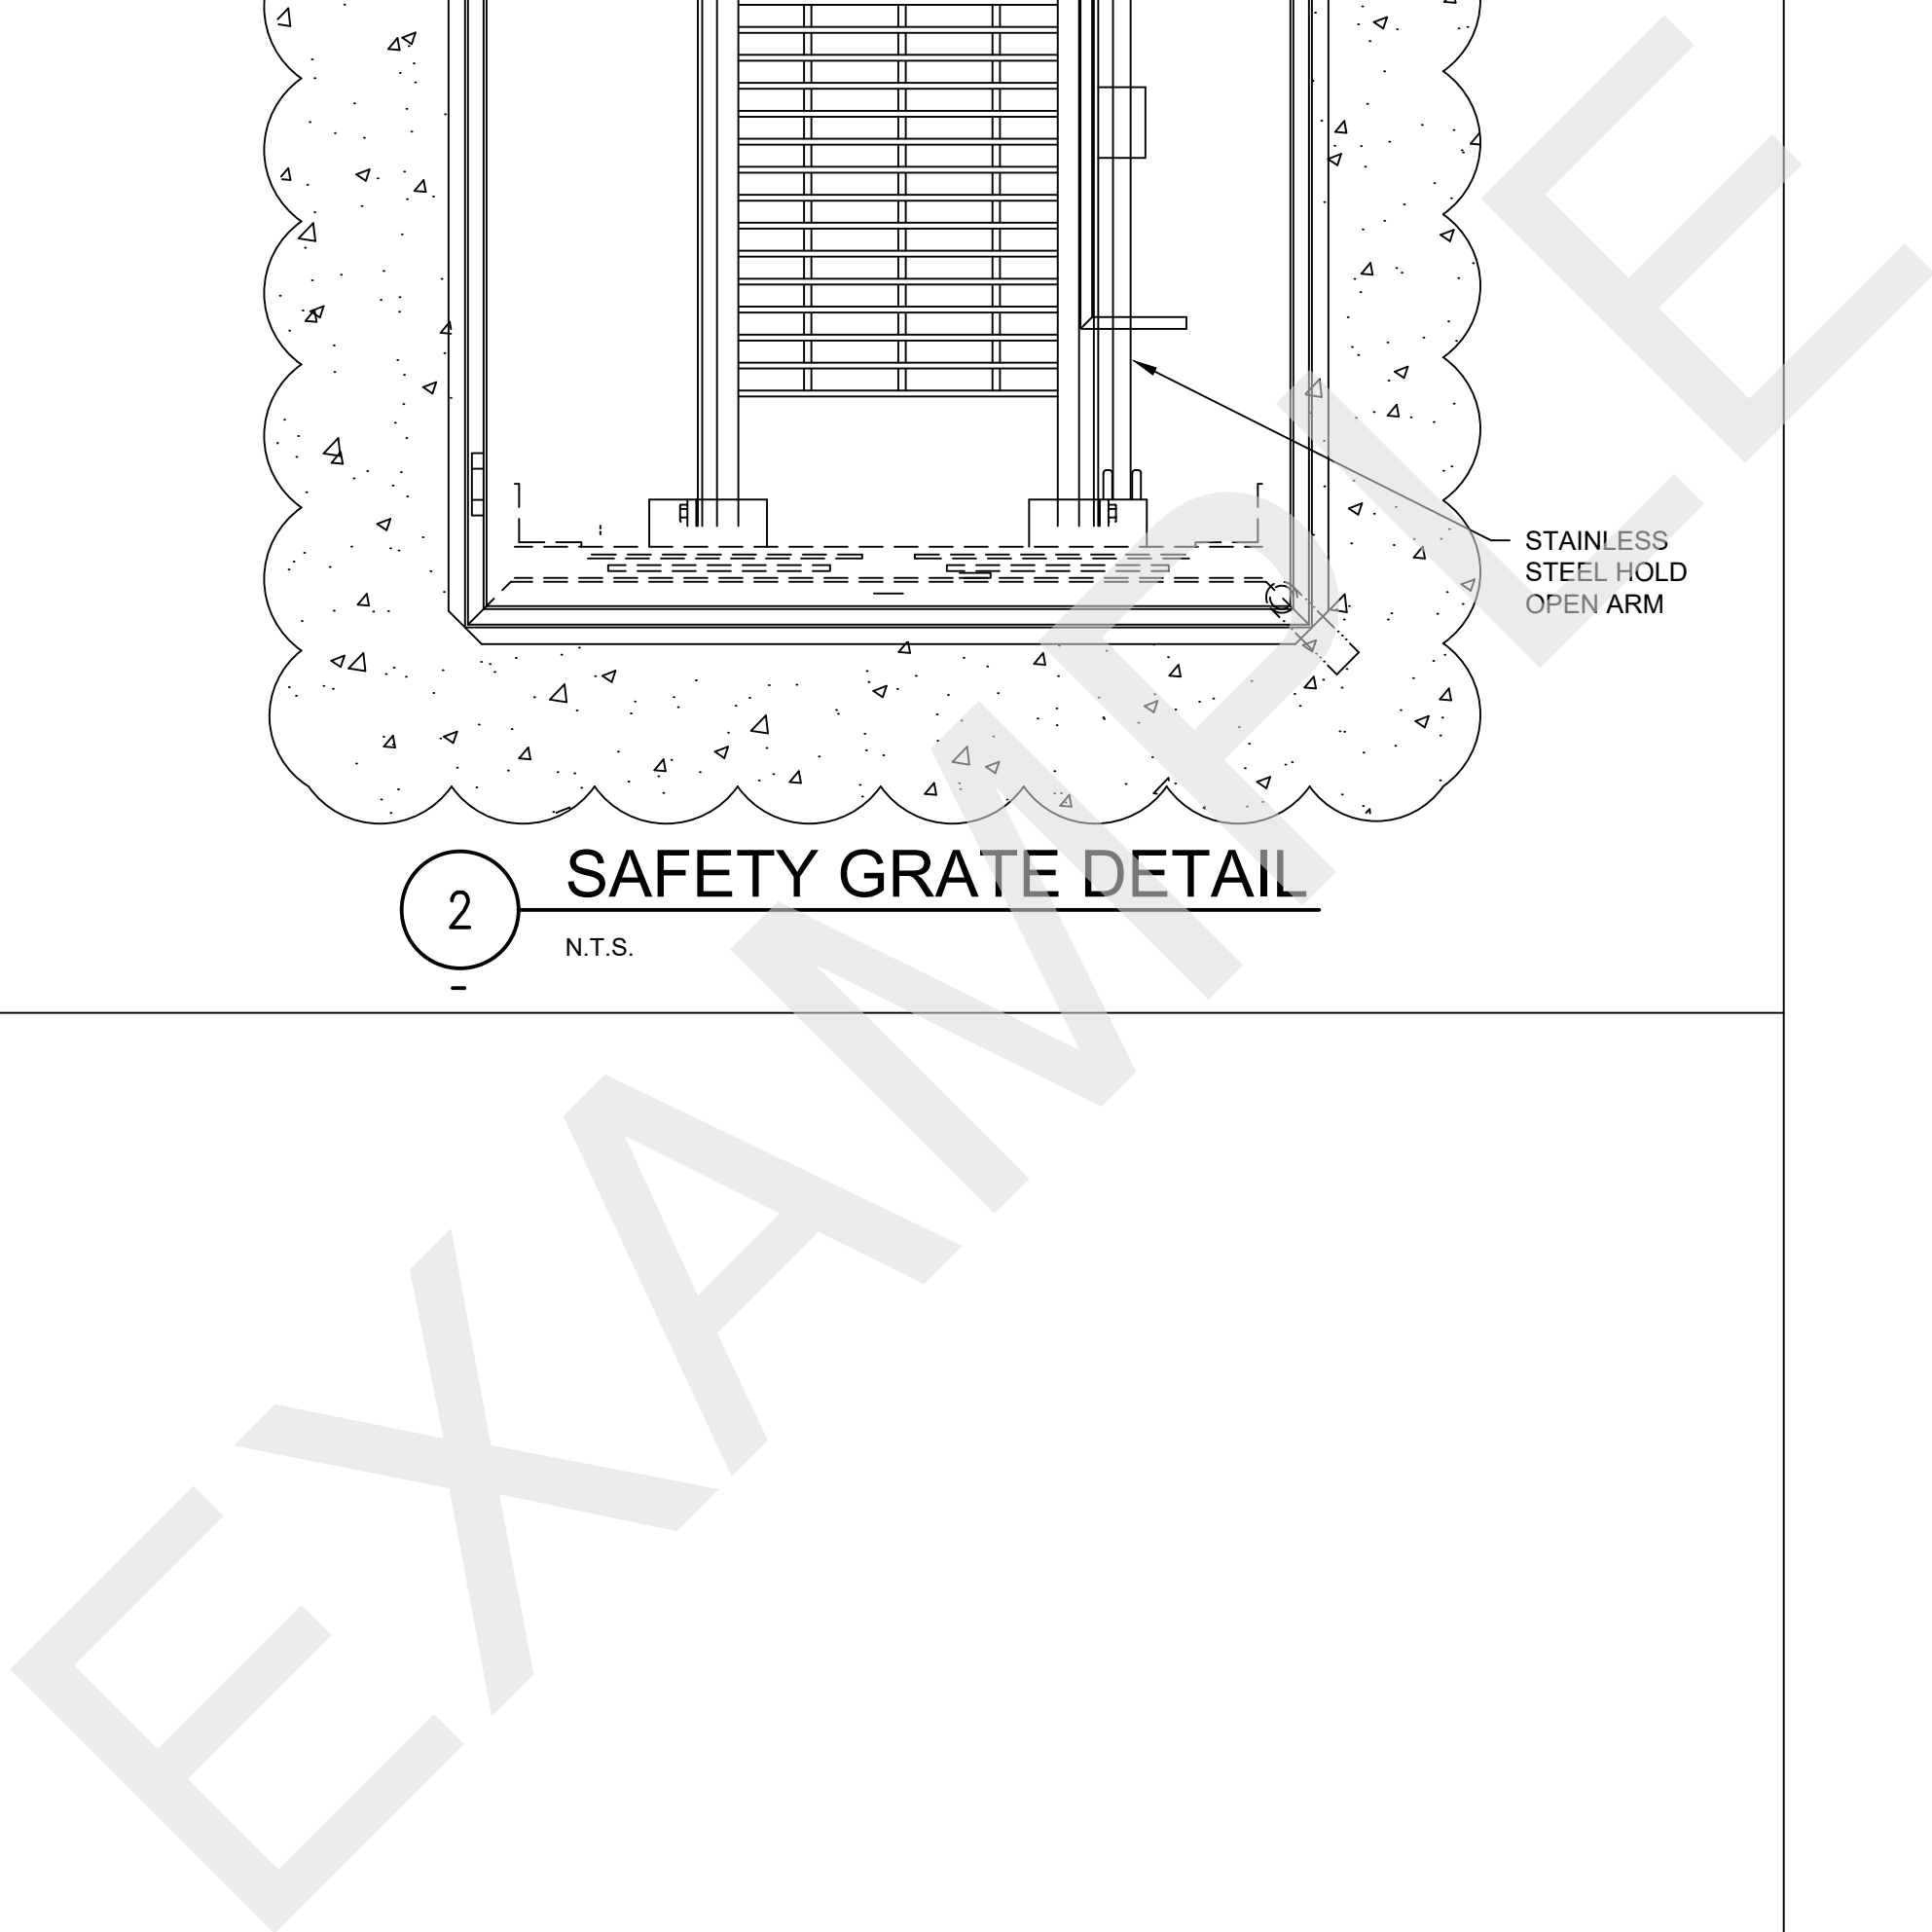 STAINLESS
STEEL HOLD
OPEN ARM
2
SAFETY GRATE DETAIL
N.T.S.
-
EXAMPLE